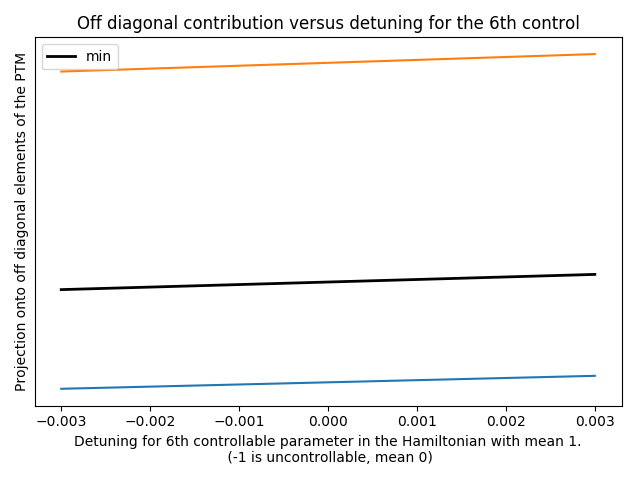 Off diagonal contribution versus detuning for the 6th control
min
Projection onto off diagonal elements of the PTM
−0.003 −0.002 −0.001 0.000 0.001 0.002 0.003
Detuning for 6th controllable parameter in the Hamiltonian with mean 1.
(-1 is uncontrollable, mean 0)